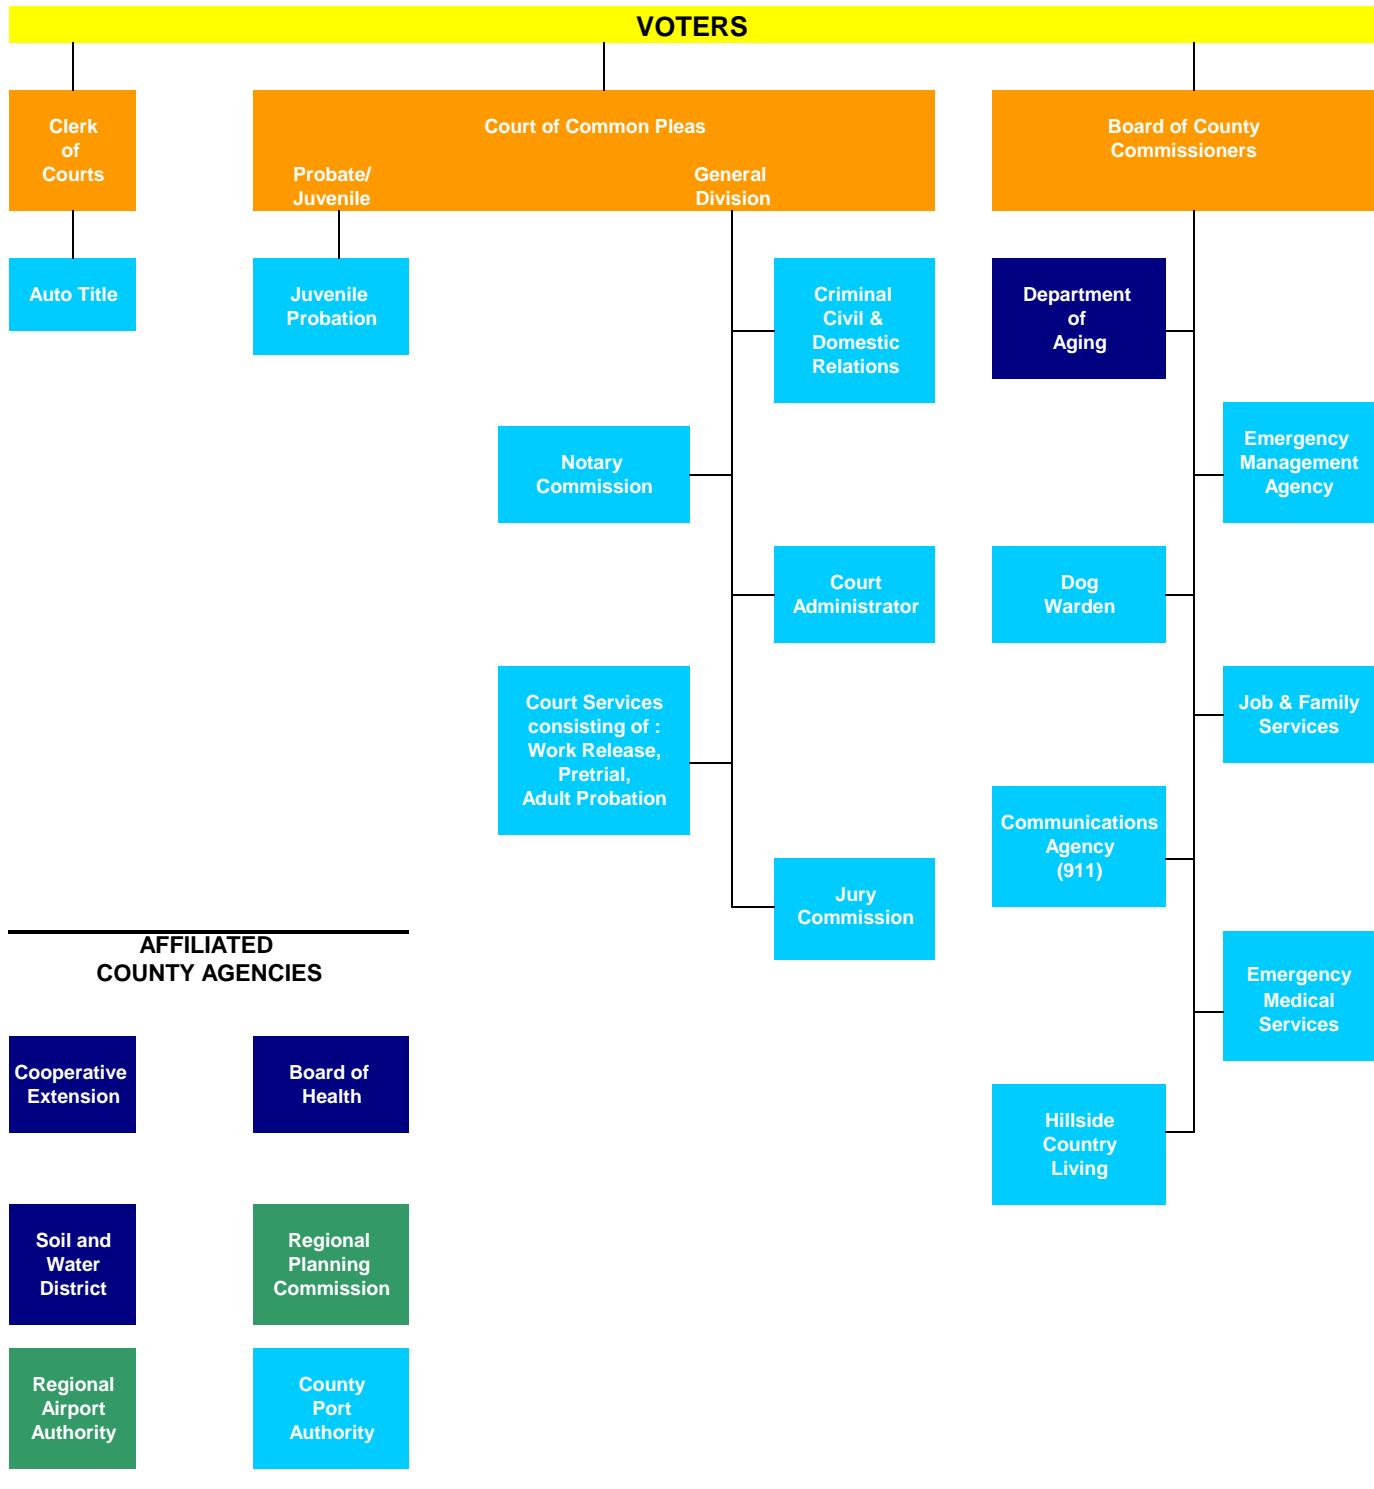 VOTERS
Clerk
of
Courts
Court of Common Pleas
Probate/
Juvenile
General
Division
Board of County
Commissioners
Auto Title
Juvenile
Probation
Criminal
Civil &
Domestic
Relations
Department
of
Aging
Notary
Commission
Emergency
Management
Agency
Court
Administrator
Dog
Warden
Court Services
consisting of :
Work Release,
Pretrial,
Adult Probation
Job & Family
Services
Communications
Agency
(911)
Jury
Commission
Emergency
Medical
Services
Hillside
Country
Living
AFFILIATED
COUNTY AGENCIES
Cooperative
Extension
Board of
Health
Soil and
Water
District
Regional
Planning
Commission
Regional
Airport
Authority
County
Port
Authority